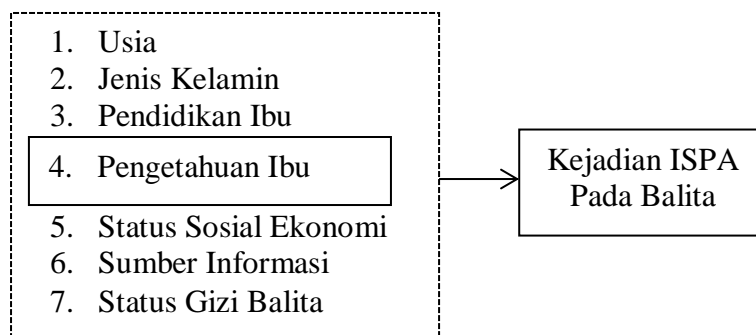 1. Usia
2. Jenis Kelamin
3. Pendidikan Ibu
4. Pengetahuan Ibu
5. Status Sosial Ekonomi
6. Sumber Informasi
7. Status Gizi Balita
Kejadian ISPA
Pada Balita